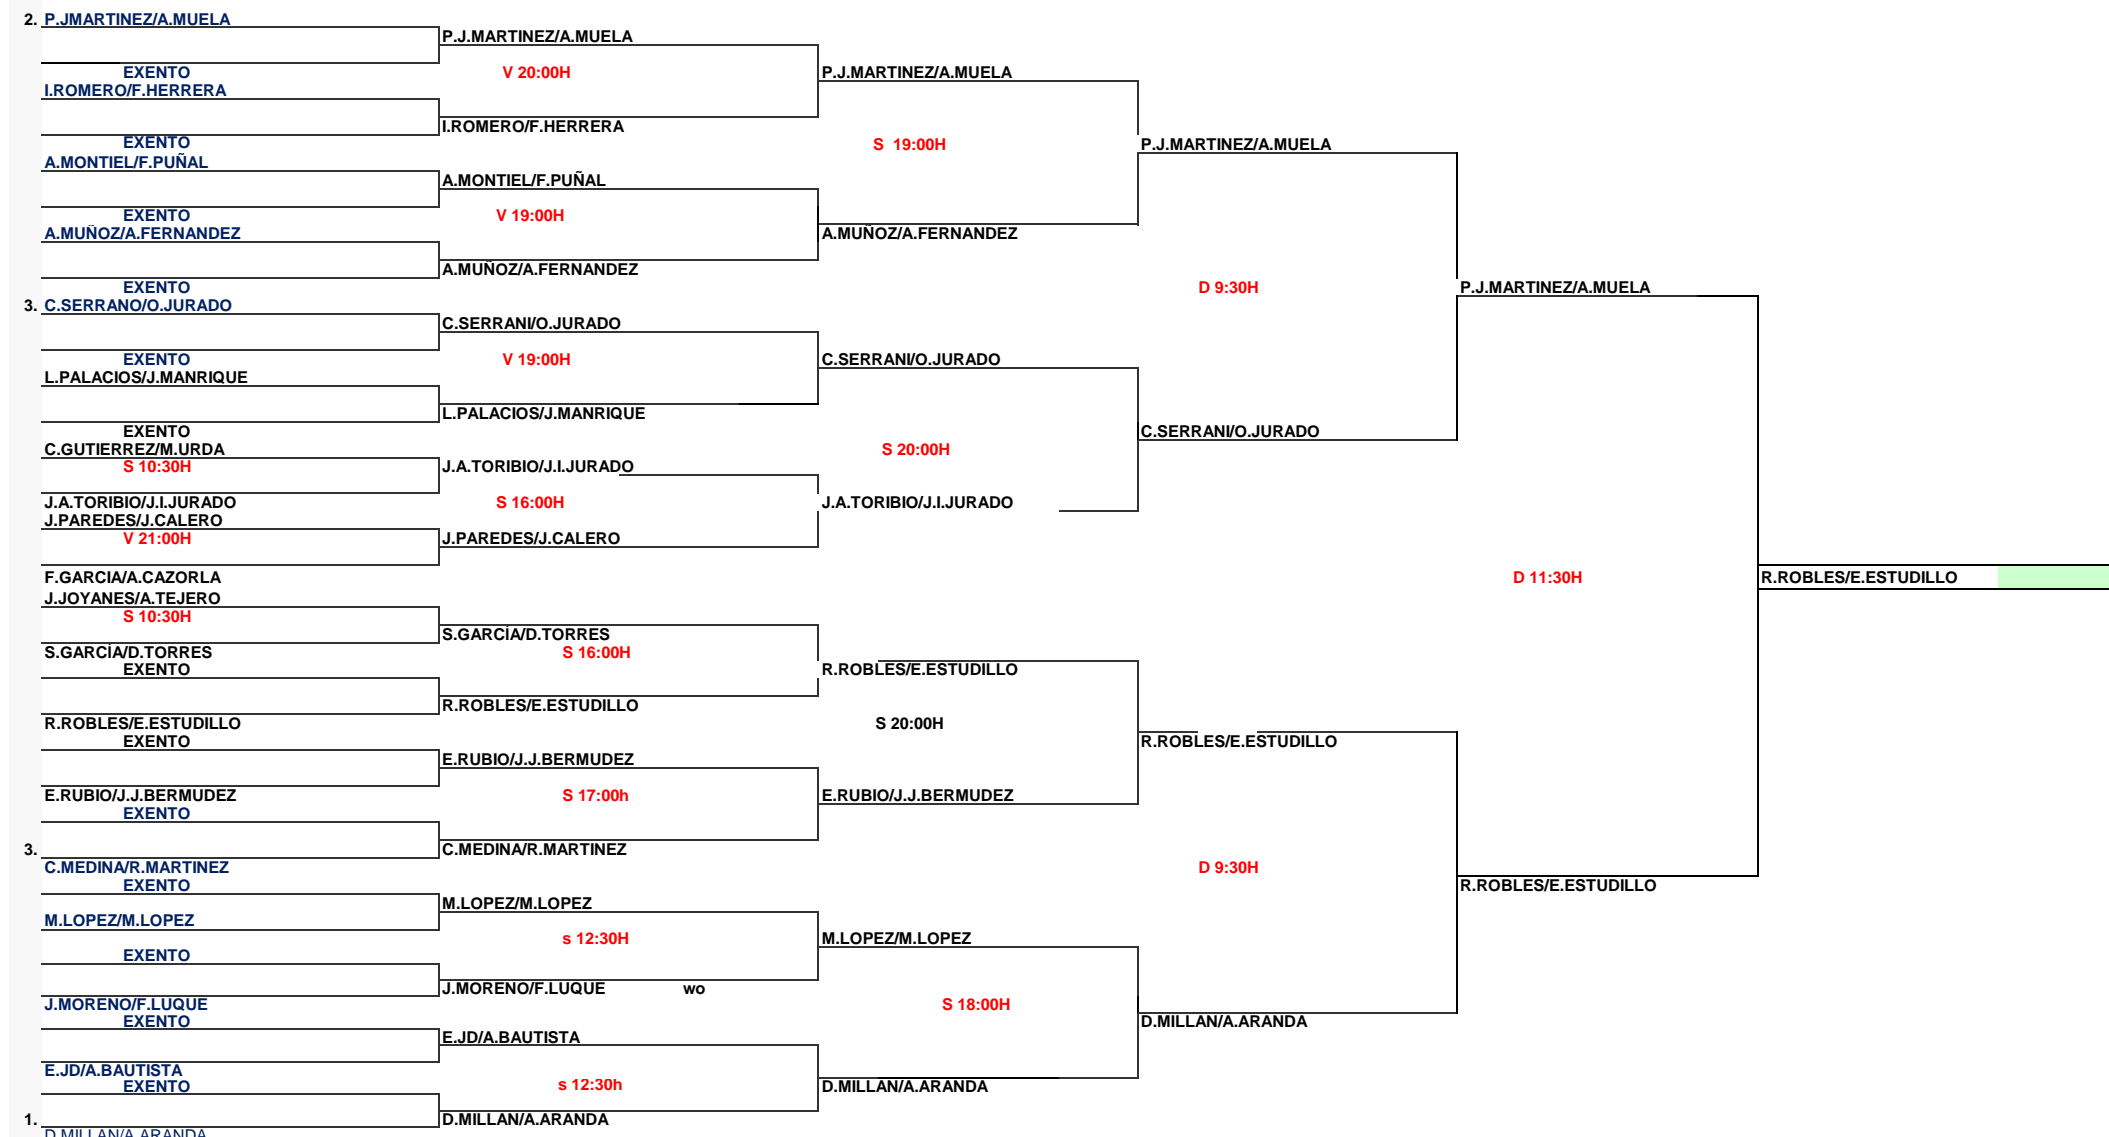 2. P.JMARTINEZ/A.MUELA
P.J.MARTINEZ/A.MUELA
EXENTO V 20:00H P.J.MARTINEZ/A.MUELA
I.ROMERO/F.HERRERA
I.ROMERO/F.HERRERA
EXENTO S 19:00H P.J.MARTINEZ/A.MUELA
A.MONTIEL/F.PUÑAL
A.MONTIEL/F.PUÑAL
EXENTO V 19:00H
A.MUÑOZ/A.FERNANDEZ A.MUÑOZ/A.FERNANDEZ
A.MUÑOZ/A.FERNANDEZ
EXENTO D 9:30H P.J.MARTINEZ/A.MUELA
3. C.SERRANO/O.JURADO
C.SERRANI/O.JURADO
EXENTO V 19:00H C.SERRANI/O.JURADO
L.PALACIOS/J.MANRIQUE
L.PALACIOS/J.MANRIQUE
EXENTO C.SERRANI/O.JURADO
C.GUTIERREZ/M.URDA S 20:00H
S 10:30H J.A.TORIBIO/J.I.JURADO
J.A.TORIBIO/J.I.JURADO S 16:00H J.A.TORIBIO/J.I.JURADO
J.PAREDES/J.CALERO
V 21:00H J.PAREDES/J.CALERO
F.GARCIA/A.CAZORLA D 11:30H R.ROBLES/E.ESTUDILLO
J.JOYANES/A.TEJERO
S 10:30H
S.GARCÍA/D.TORRES
S.GARCÍA/D.TORRES S 16:00H
EXENTO R.ROBLES/E.ESTUDILLO
R.ROBLES/E.ESTUDILLO
R.ROBLES/E.ESTUDILLO S 20:00H
EXENTO R.ROBLES/E.ESTUDILLO
E.RUBIO/J.J.BERMUDEZ
E.RUBIO/J.J.BERMUDEZ S 17:00h E.RUBIO/J.J.BERMUDEZ
EXENTO
3. C.MEDINA/R.MARTINEZ
C.MEDINA/R.MARTINEZ D 9:30H
EXENTO R.ROBLES/E.ESTUDILLO
M.LOPEZ/M.LOPEZ
M.LOPEZ/M.LOPEZ
s 12:30H M.LOPEZ/M.LOPEZ
EXENTO
J.MORENO/F.LUQUE wo
J.MORENO/F.LUQUE S 18:00H
EXENTO D.MILLAN/A.ARANDA
E.JD/A.BAUTISTA
E.JD/A.BAUTISTA
EXENTO s 12:30h D.MILLAN/A.ARANDA
1. D.MILLAN/A.ARANDA
D.MILLAN/A.ARANDA